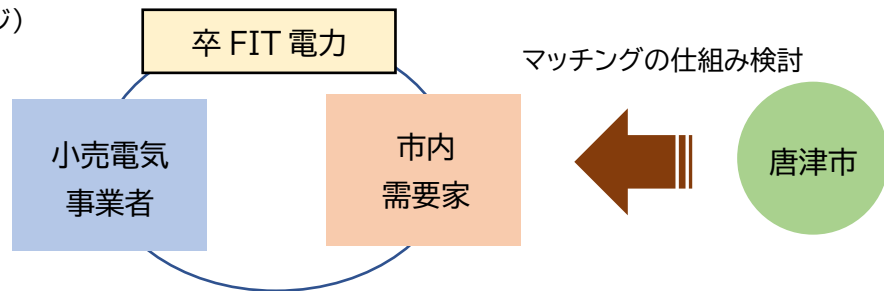 ジ)
卒 FIT 電力
マッチングの仕組み検討
小売電気
事業者
市内
需要家
唐津市